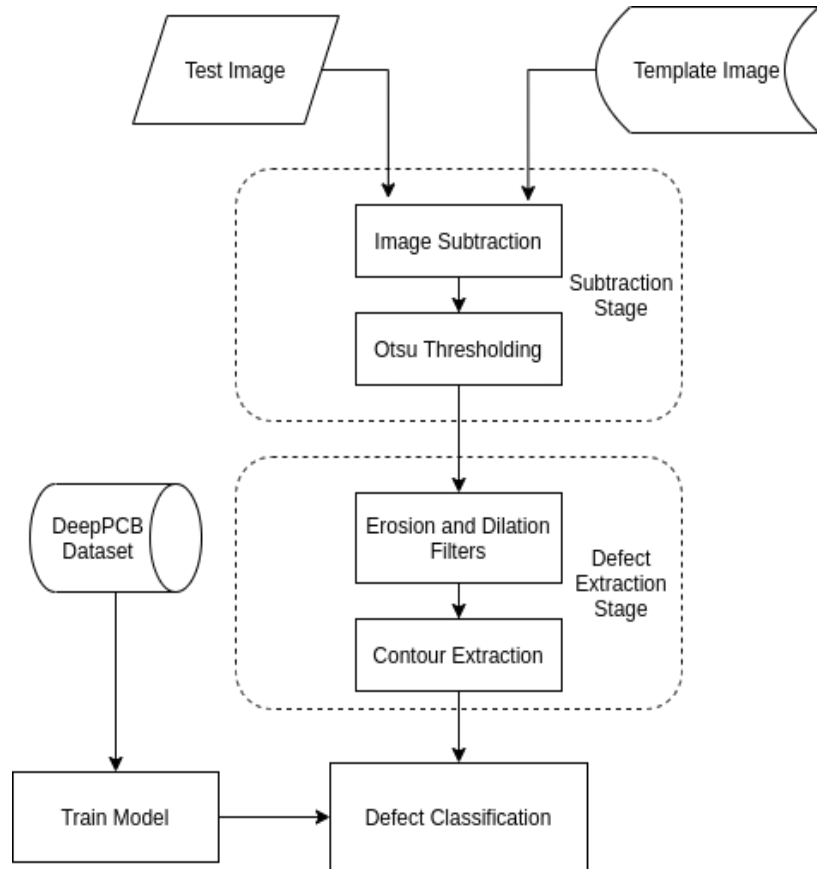 Test Image
Template Image
Image Subtraction
Subtraction
Stage
Otsu Thresholding
DeepPCB
Dataset
Erosion and Dilation
Filters
Defect
Extraction
Stage
Contour Extraction
Train Model
Defect Classification